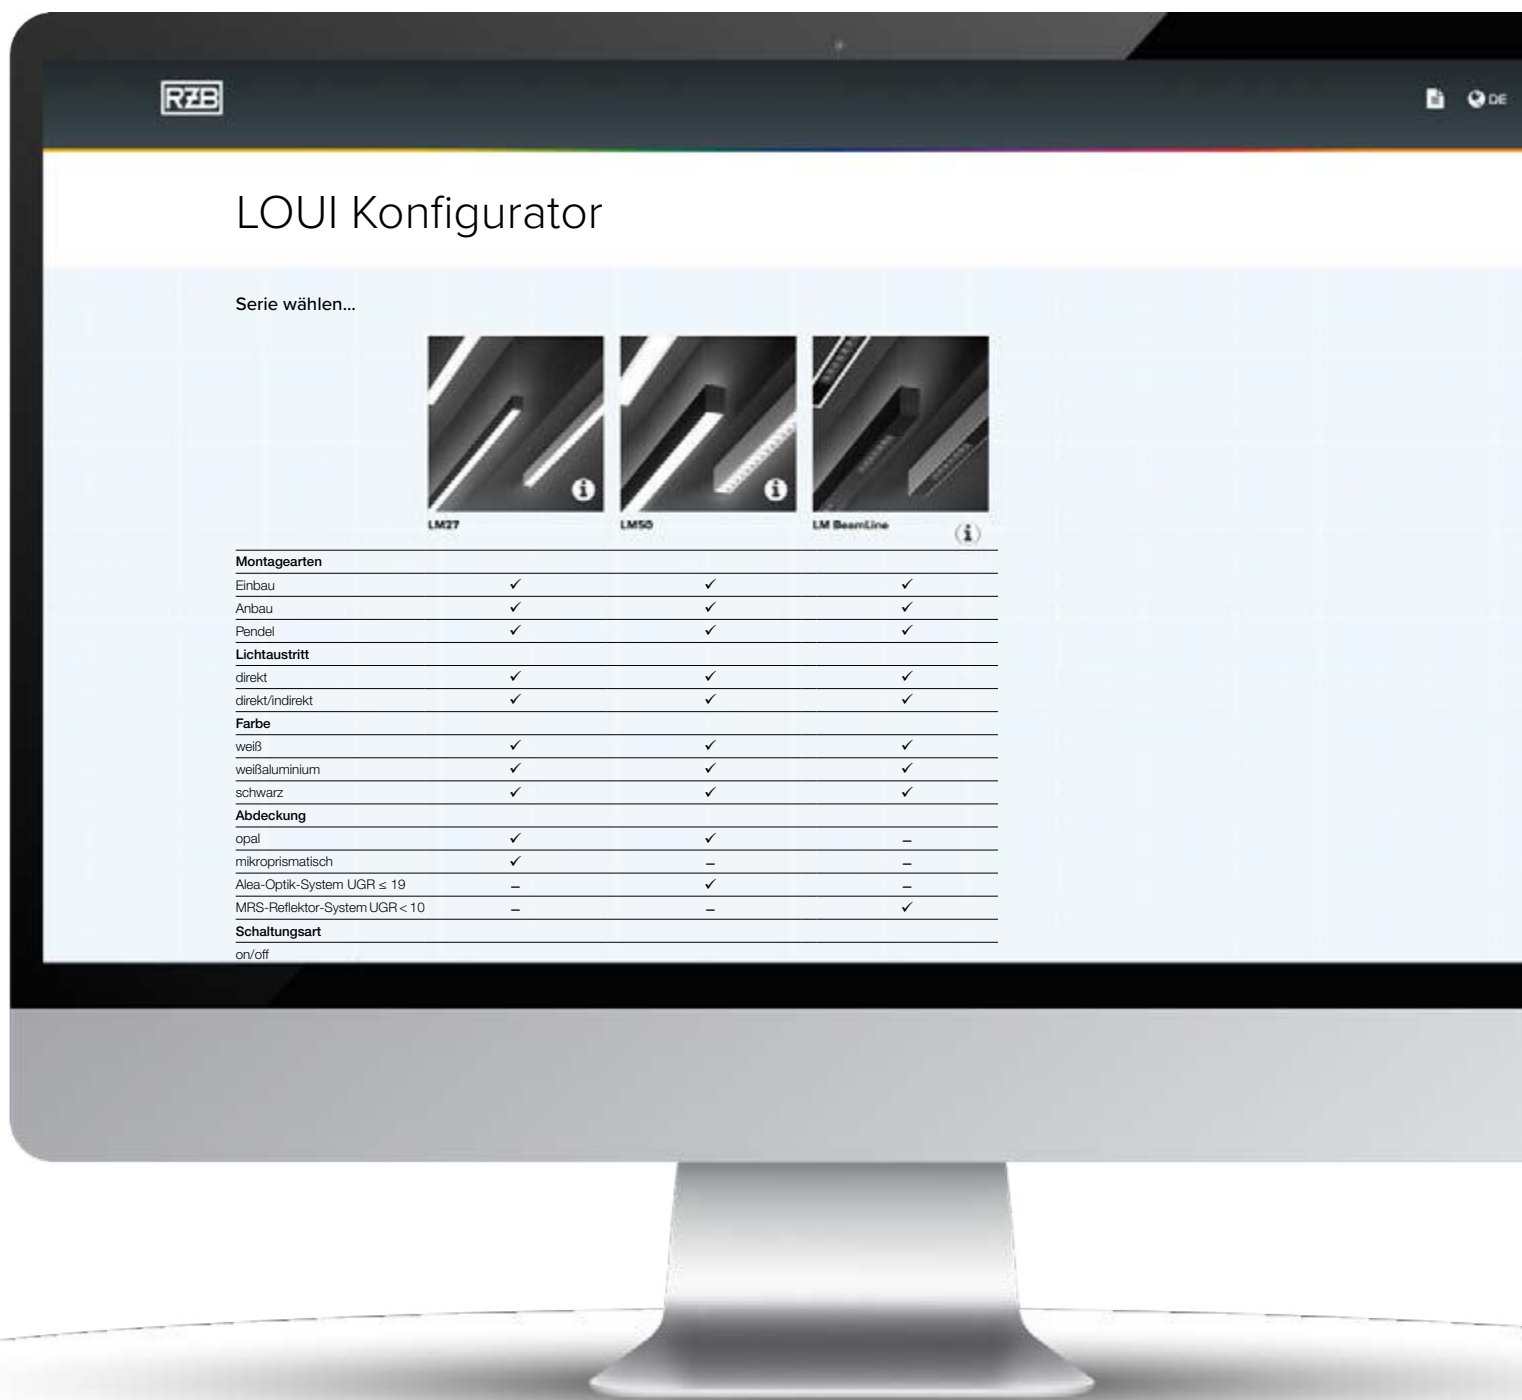 RZB
DE
LOUI Konfigurator
Serie wählen...
LM27 LM50 LM BeamLine
Montagearten
Einbau ✓ ✓ ✓
Anbau ✓ ✓ ✓
Pendel ✓ ✓ ✓
Lichtaustritt
direkt ✓ ✓ ✓
direkt/indirekt ✓ ✓ ✓
Farbe
weiß ✓ ✓ ✓
weißaluminium ✓ ✓ ✓
schwarz ✓ ✓ ✓
Abdeckung
opal ✓ ✓ –
mikroprismatisch ✓ – –
Alea-Optik-System UGR ≤ 19 – ✓ –
MRS-Reflektor-System UGR < 10 – – ✓
Schaltungsart
on/off